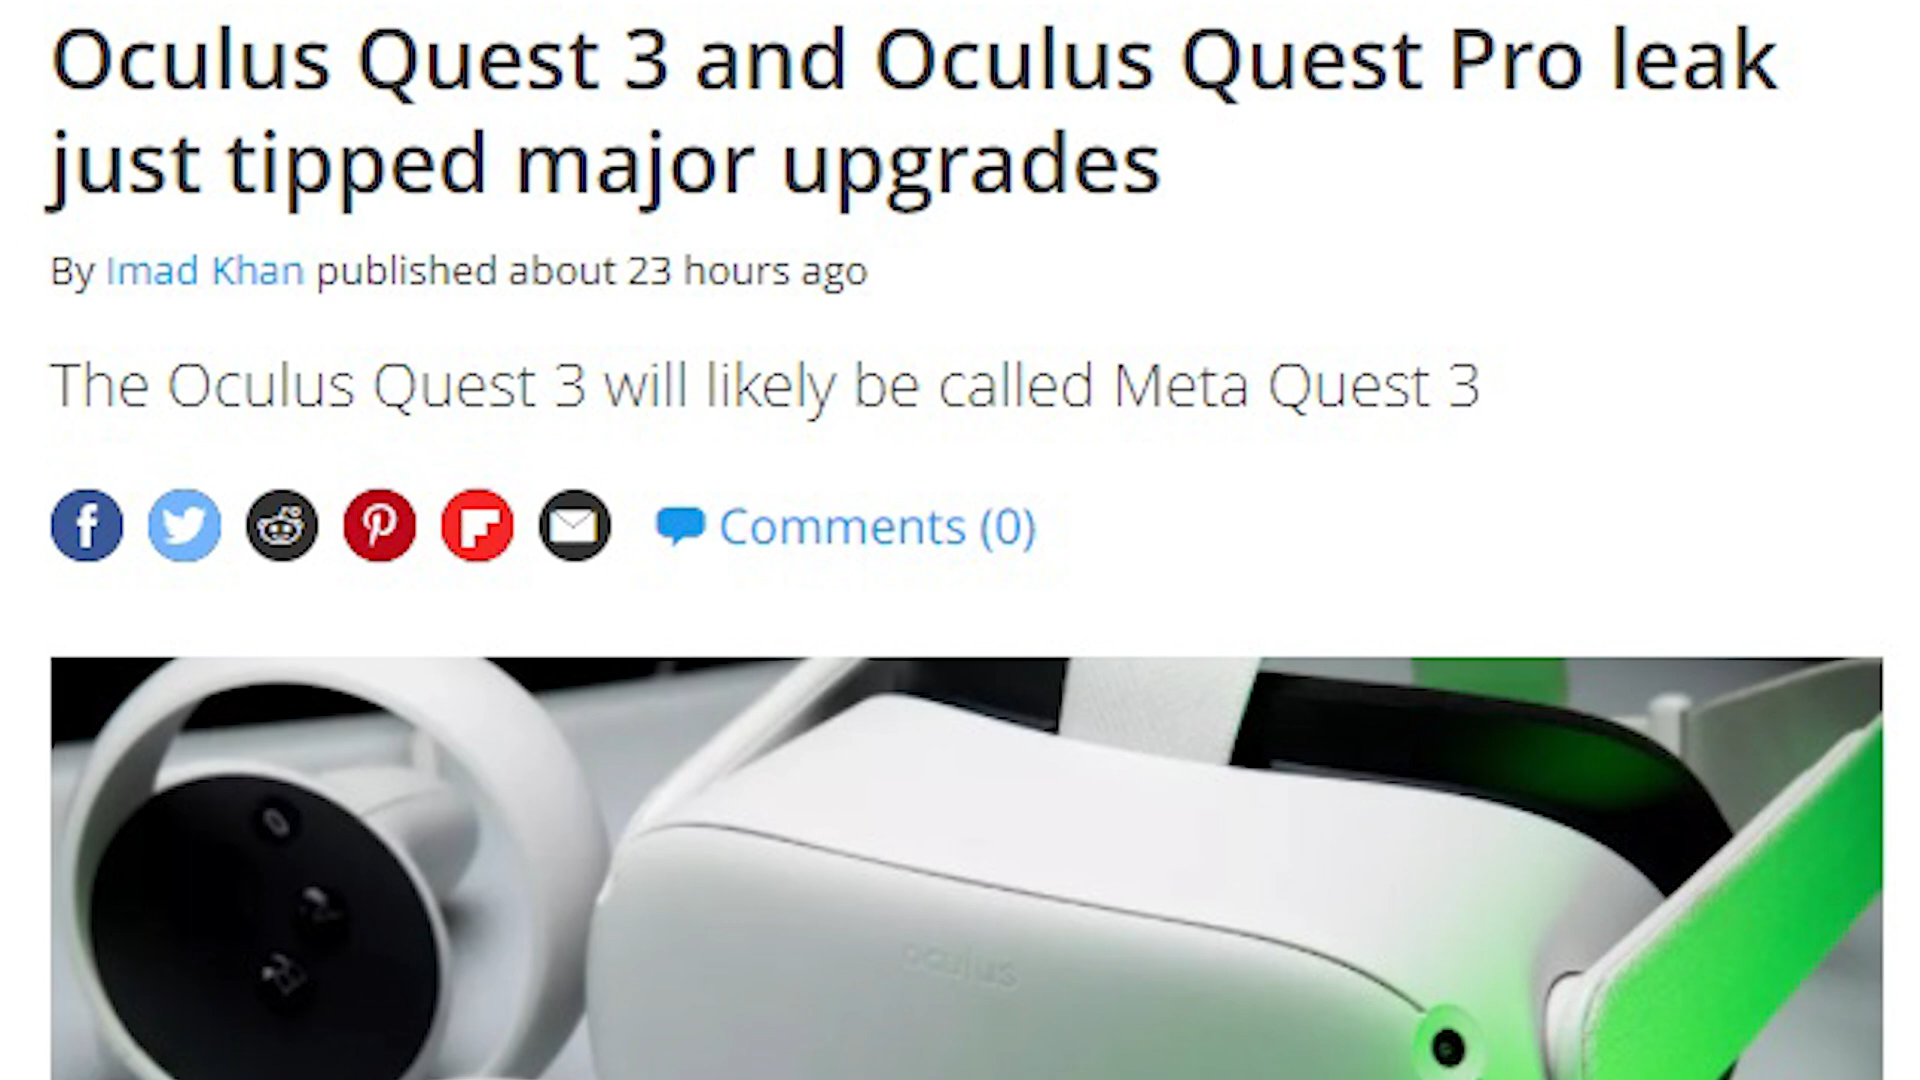 Oculus Quest 3 and Oculus Quest Pro leak
just tipped major upgrades
By Imad Khan published about 23 hours ago
The Oculus Quest 3 will likely be called Meta Quest 3
Comments (0)
oculus